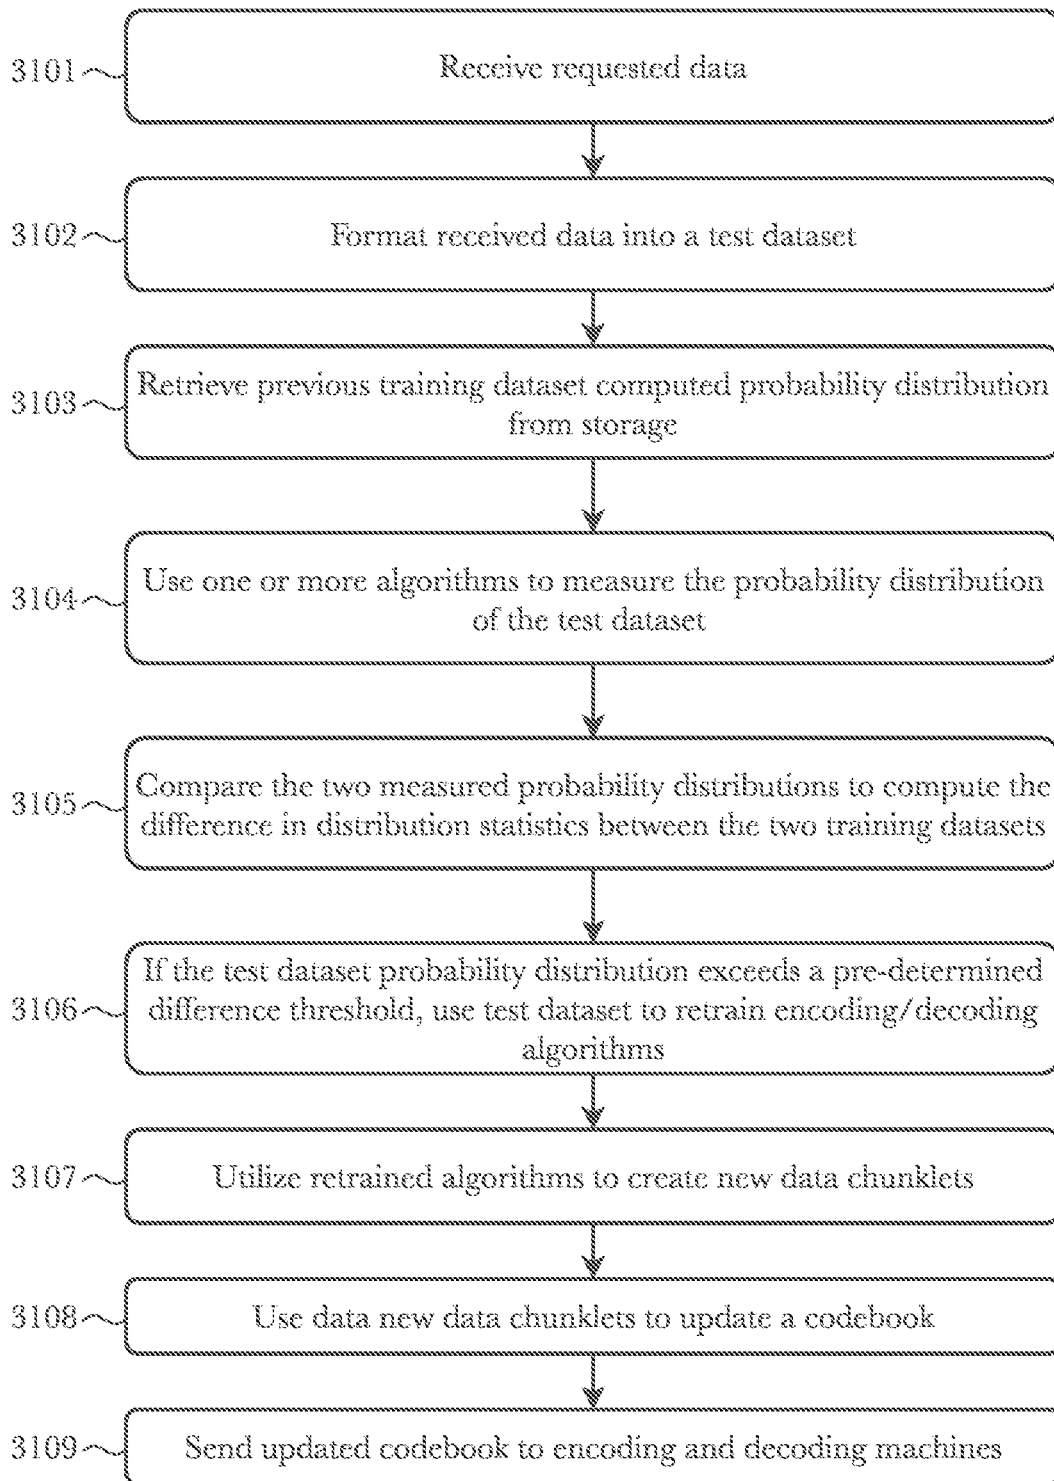 3101 Receive requested data
3102 Format received data into a test dataset
3103 Retrieve previous training dataset computed probability distribution
from storage
3104 Use one or more algorithms to measure the probability distribution
of the test dataset
3105 Compare the two measured probability distributions to compute the
difference in distribution statistics between the two training datasets
3106 If the test dataset probability distribution exceeds a pre-determined
difference threshold, use test dataset to retrain encoding/decoding
algorithms
3107 Utilize retrained algorithms to create new data chunklets
3108 Use data new data chunklets to update a codebook
3109 Send updated codebook to encoding and decoding machines